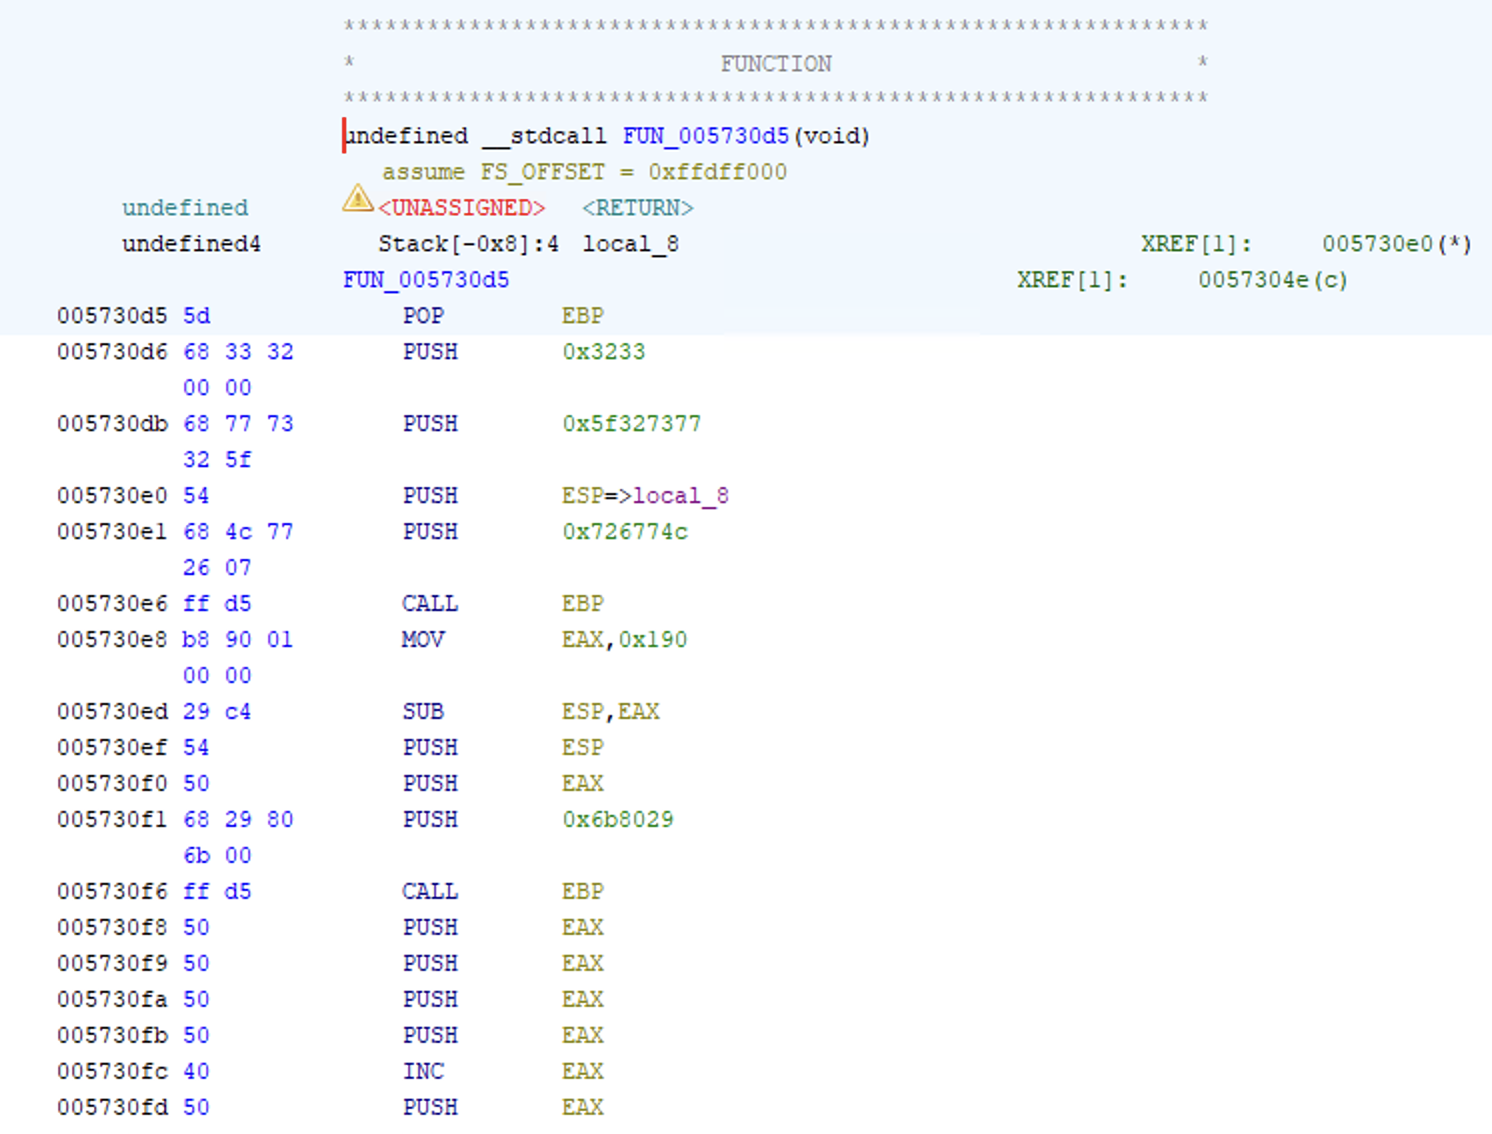 **************************************************************
* FUNCTION *
**************************************************************
undefined __stdcall FUN_005730d5(void)
assume FS_OFFSET = 0xffdff000
undefined <UNASSIGNED> <RETURN>
undefined4 Stack[-0x8]:4 local_8 XREF[1]: 005730e0(*)
FUN_005730d5 XREF[1]: 0057304e(c)
005730d5 5d POP EBP
005730d6 68 33 32 PUSH 0x3233
00 00
005730db 68 77 73 PUSH 0x5f327377
32 5f
005730e0 54 PUSH ESP=>local_8
005730e1 68 4c 77 PUSH 0x726774c
26 07
005730e6 ff d5 CALL EBP
005730e8 b8 90 01 MOV EAX,0x190
00 00
005730ed 29 c4 SUB ESP,EAX
005730ef 54 PUSH ESP
005730f0 50 PUSH EAX
005730f1 68 29 80 PUSH 0x6b8029
6b 00
005730f6 ff d5 CALL EBP
005730f8 50 PUSH EAX
005730f9 50 PUSH EAX
005730fa 50 PUSH EAX
005730fb 50 PUSH EAX
005730fc 40 INC EAX
005730fd 50 PUSH EAX